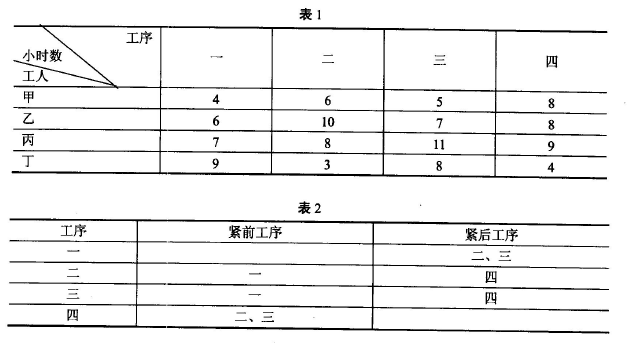 表1
工序
小时数
工人
一 二 三 四
甲 4 6 5 8
乙 6 10 7 8
丙 7 8 11 9
丁 9 3 8 4
表2
工序 紧前工序 紧后工序
一 二、三
二 一 四
三 一 四
四 二、三